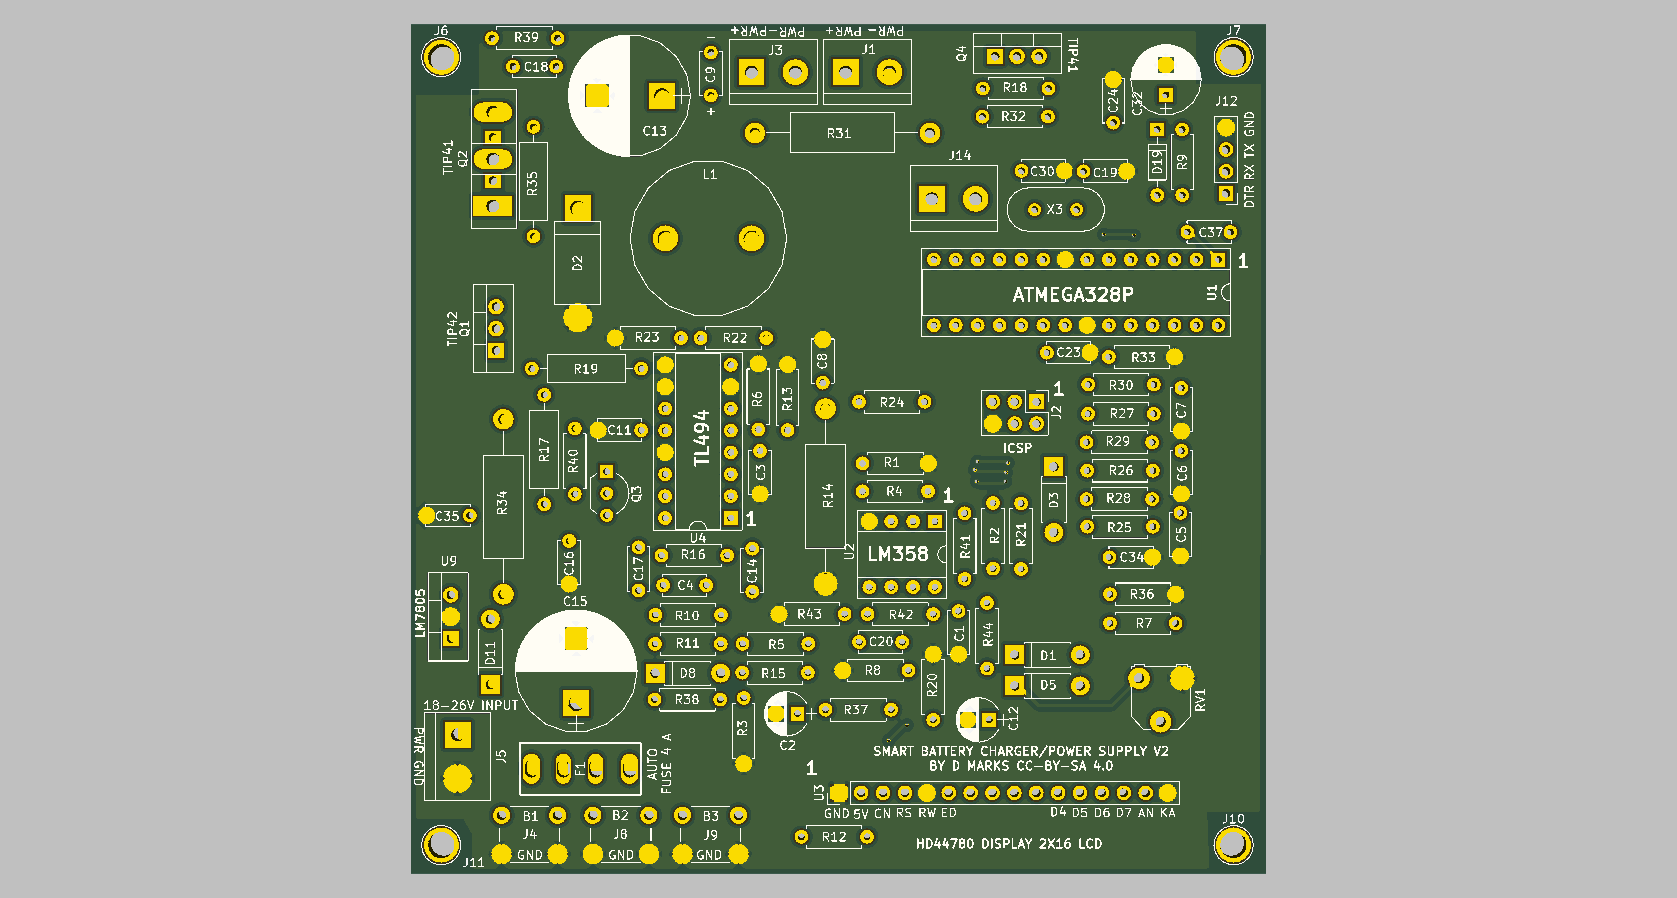 J6
R39
C18
C13
C9
-
+
+PWR-PWR
J3
+PWR -PWR
J1
Q4
TIP41
R18
R32
C24
C32
J7
J12
R31
J14
C30
C19
X3
D19
R9
DTR RX TX GND
C37
TIP41
Q2
R35
D2
L1
ATMEGA328P
U1
1
TIP42
Q1
R23
R22
R19
C8
C23
R33
R6
R13
R24
R30
1
J2
ICSP
R27
C7
R17
R40
C11
TL494
1
U4
C3
R14
R1
R4
1
R29
R26
C6
R28
R25
C5
C34
D3
R34
Q3
C35
U2
LM358
R41
R2
R21
U9
LM7805
C16
C17
R16
C4
C14
C15
R10
R43
R42
C1
R44
R36
R7
R11
R5
C20
D11
D8
R15
R8
R20
D1
D5
RV1
R38
R3
C2
R37
C12
18-26V INPUT
PWR GND
J5
F1
AUTO
FUSE 4 A
SMART BATTERY CHARGER/POWER SUPPLY V2
BY D MARKS CC-BY-SA 4.0
1
U3
GND 5V CN RS RW ED D4 D5 D6 D7 AN KA
B1
J4
GND
B2
J8
GND
B3
J9
GND
R12
HD44780 DISPLAY 2X16 LCD
J10
J11